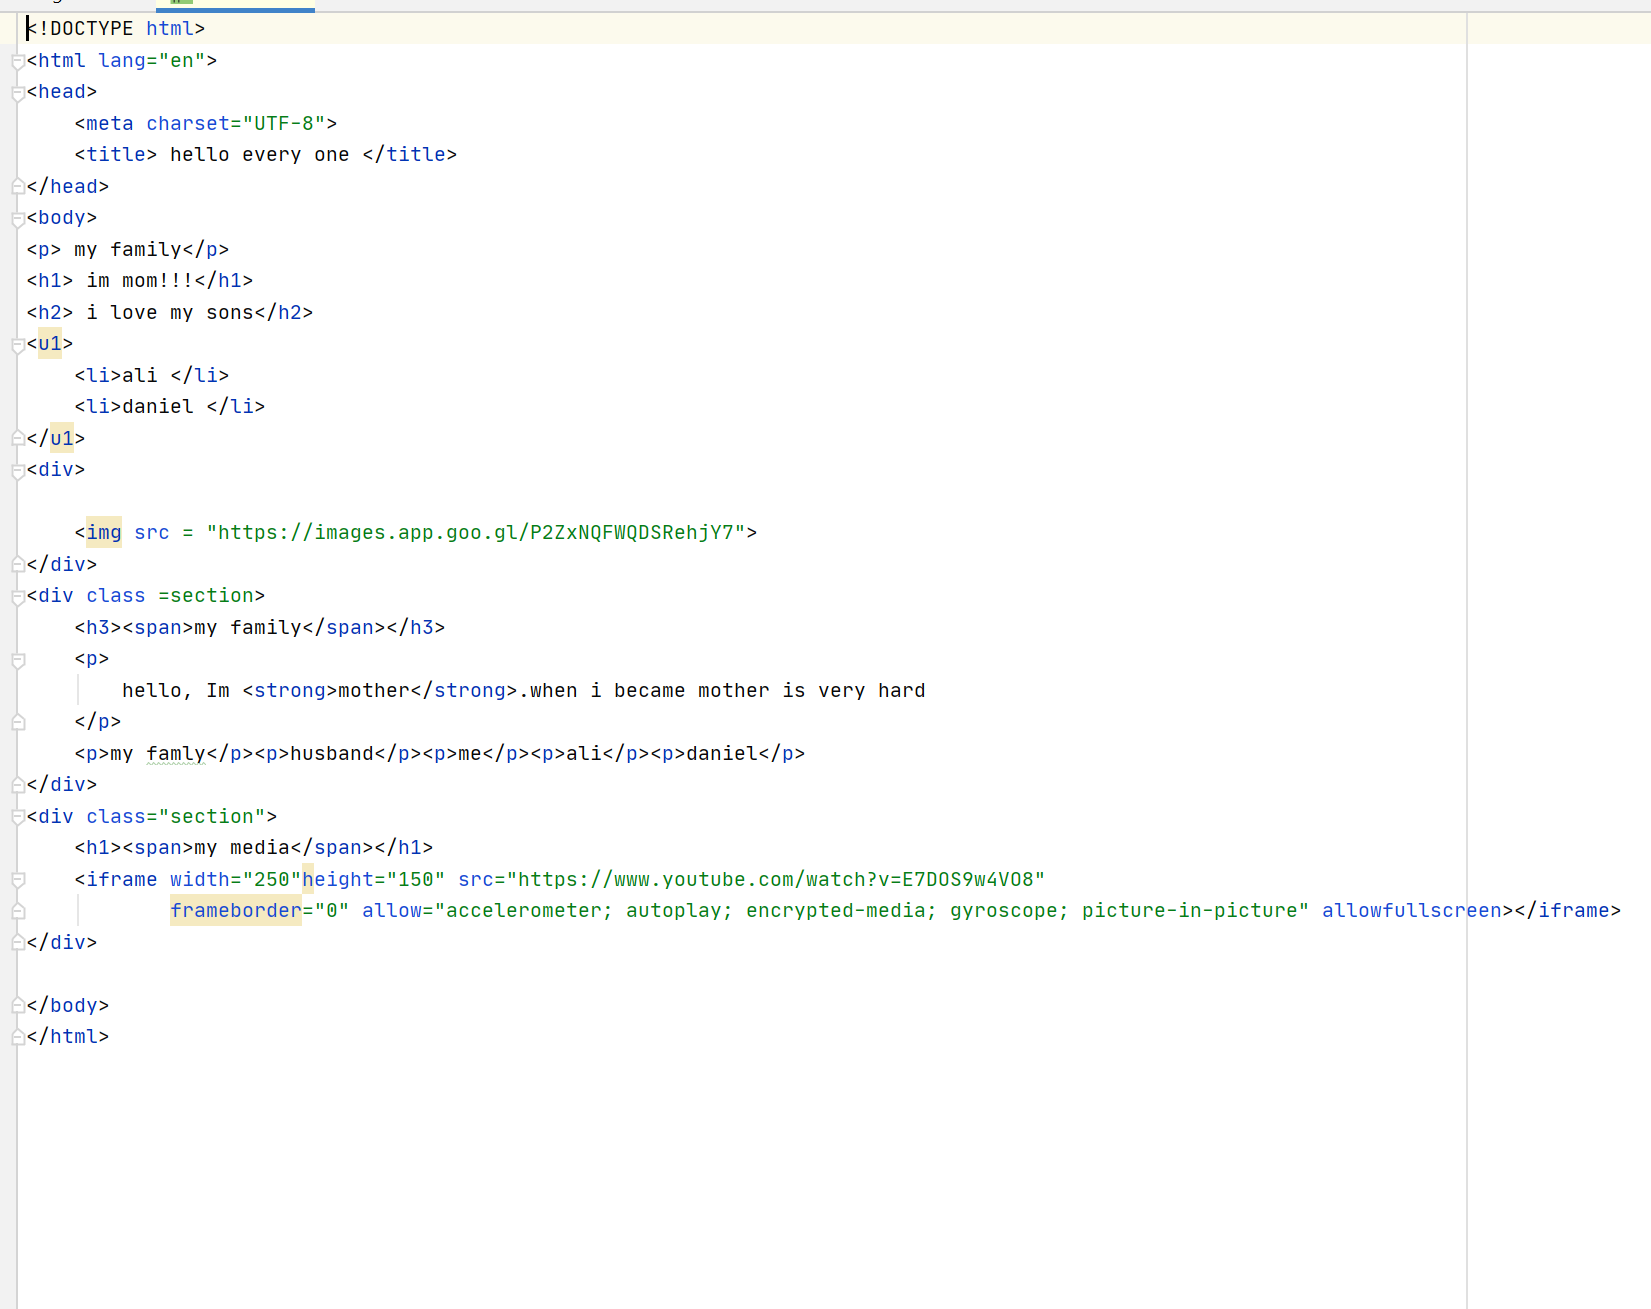 <!DOCTYPE html>
<html lang="en">
<head>
    <meta charset="UTF-8">
    <title> hello every one </title>
</head>
<body>
<p> my family</p>
<h1> im mom!!!</h1>
<h2> i love my sons</h2>
<u1>
    <li>ali </li>
    <li>daniel </li>
</u1>
<div>
    <img src = "https://images.app.goo.gl/P2ZxNQFWQDSRehjY7">
</div>
<div class =section>
    <h3><span>my family</span></h3>
    <p>
        hello, Im <strong>mother</strong>.when i became mother is very hard
    </p>
    <p>my famly</p><p>husband</p><p>me</p><p>ali</p><p>daniel</p>
</div>
<div class="section">
    <h1><span>my media</span></h1>
    <iframe width="250"height="150" src="https://www.youtube.com/watch?v=E7DOS9w4VO8"
            frameborder="0" allow="accelerometer; autoplay; encrypted-media; gyroscope; picture-in-picture" allowfullscreen></iframe>
</div>
</body>
</html>